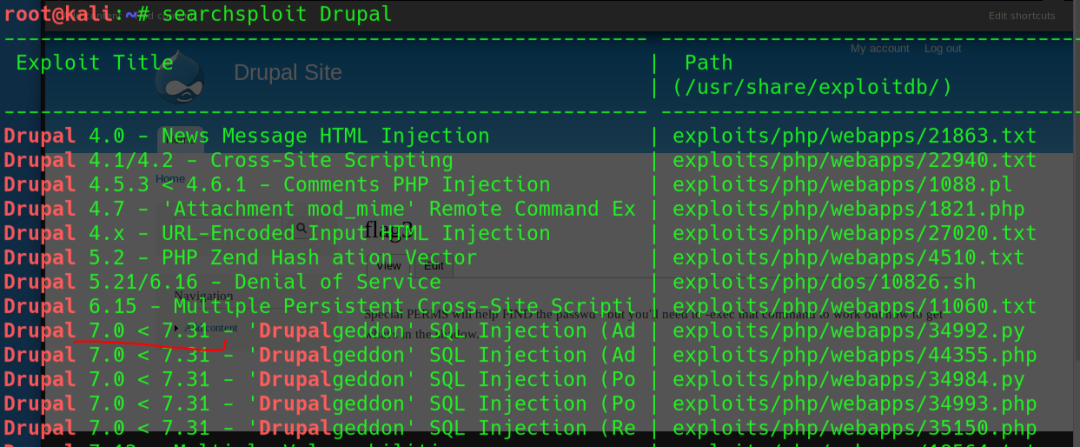 root@kali:~# searchsploit Drupal
Edit shortcuts
My account Log out
Exploit Title | Path
Drupal Site
| (/usr/share/exploitdb/)
Drupal 4.0 - News Message HTML Injection | exploits/php/webapps/21863.txt
Drupal 4.1/4.2 - Cross-Site Scripting | exploits/php/webapps/22940.txt
Home
Drupal 4.5.3 < 4.6.1 - Comments PHP Injection | exploits/php/webapps/1088.pl
Drupal 4.7 - 'Attachment mod_mime' Remote Command Ex | exploits/php/webapps/1821.php
flag3
Drupal 4.x - URL-Encoded Input HTML Injection | exploits/php/webapps/27020.txt
Drupal 5.2 - PHP Zend Hash ation Vector | exploits/php/webapps/4510.txt
View Edit
Drupal 5.21/6.16 - Denial of Service | exploits/php/dos/10826.sh
Navigation
Drupal 6.15 - Multiple Persistent Cross-Site Scripti | exploits/php/webapps/11060.txt
Special PERMS will help FIND the passwd - but you'll need to -exec that command to work out how to get
Drupal 7.0 < 7.31 - 'Drupalgeddon' SQL Injection (Ad | exploits/php/webapps/34992.py
content
in the shadow.
Drupal 7.0 < 7.31 - 'Drupalgeddon' SQL Injection (Ad | exploits/php/webapps/44355.php
Drupal 7.0 < 7.31 - 'Drupalgeddon' SQL Injection (Po | exploits/php/webapps/34984.py
Drupal 7.0 < 7.31 - 'Drupalgeddon' SQL Injection (Po | exploits/php/webapps/34993.php
Drupal 7.0 < 7.31 - 'Drupalgeddon' SQL Injection (Re | exploits/php/webapps/35150.php